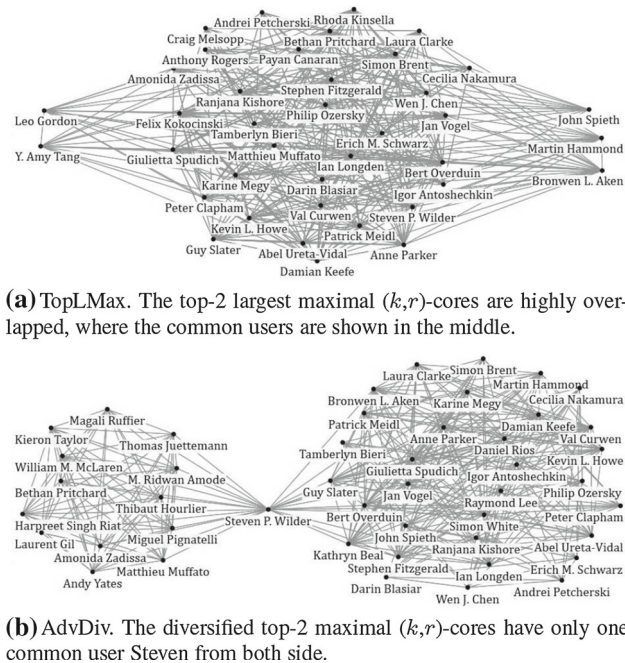 Andrei Petcherski Rhoda Kinsella
Craig Melsopp Bethan Pritchard Laura Clarke
Anthony Rogers Payan Canaran Simon Brent
Amonida Zadissa Cecilia Nakamura
Stephen Fitzgerald
Ranjana Kishore Wen J. Chen
Leo Gordon Felix Kokocinski Philip Ozersky Jan Vogel John Spieth
Tamberlyn Bieri
Y. Amy Tang Giulietta Spudich Matthieu Muffato Erich M. Schwarz Martin Hammond
Ian Longden
Karine Megy Darin Blasiar Bert Overduin Bronwen L. Aken
Igor Antoshechkin
Peter Clapham Val Curwen Steven P. Wilder
Kevin L. Howe Patrick Meidl
Guy Slater Abel Ureta-Vidal Anne Parker
Damian Keefe
(a) TopLMax. The top-2 largest maximal (k,r)-cores are highly over-
lapped, where the common users are shown in the middle.
Laura Clarke Simon Brent
Martin Hammond
Bronwen L. Aken Karine Megy Cecilia Nakamura
Magali Ruffier Patrick Meidl Damian Keefe
Kieron Taylor Thomas Juettemann Anne Parker Val Curwen
Tamberlyn Bieri Daniel Rios Kevin L. Howe
William M. McLaren Giulietta Spudich
M. Ridwan Amode Igor Antoshechkin
Bethan Pritchard Guy Slater Jan Vogel Philip Ozersky
Thibaut Hourlier Raymond Lee
Harpreet Singh Riat Steven P. Wilder Bert Overduin Peter Clapham
Simon White
Laurent Gil Miguel Pignatelli John Spieth
Amonida Zadissa Kathryn Beal Ranjana Kishore Abel Ureta-Vidal
Matthieu Muffato Stephen Fitzgerald Erich M. Schwarz
Andy Yates Ian Longden
Darin Blasiar Andrei Petcherski
Wen J. Chen
(b) AdvDiv. The diversified top-2 maximal (k,r)-cores have only one
common user Steven from both side.